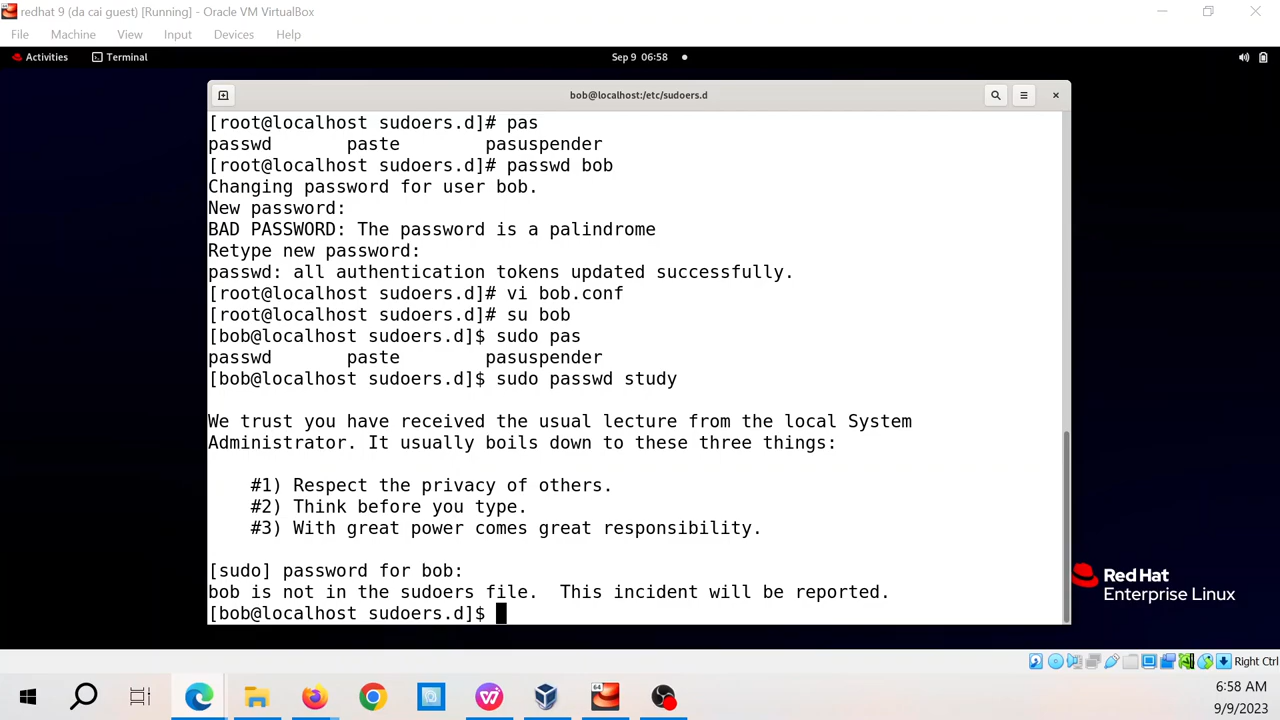 redhat 9 (da cai guest) [Running] - Oracle VM VirtualBox
File Machine View Input Devices Help
Activities Terminal Sep 9 06:58
bob@localhost:/etc/sudoers.d
[root@localhost sudoers.d]# pas
passwd paste pasuspender
[root@localhost sudoers.d]# passwd bob
Changing password for user bob.
New password:
BAD PASSWORD: The password is a palindrome
Retype new password:
passwd: all authentication tokens updated successfully.
[root@localhost sudoers.d]# vi bob.conf
[root@localhost sudoers.d]# su bob
[bob@localhost sudoers.d]$ sudo pas
passwd paste pasuspender
[bob@localhost sudoers.d]$ sudo passwd study
We trust you have received the usual lecture from the local System
Administrator. It usually boils down to these three things:
#1) Respect the privacy of others.
#2) Think before you type.
#3) With great power comes great responsibility.
[sudo] password for bob:
bob is not in the sudoers file.  This incident will be reported.
[bob@localhost sudoers.d]$
Red Hat
Enterprise Linux
Right Ctrl
64
6:58 AM
9/9/2023